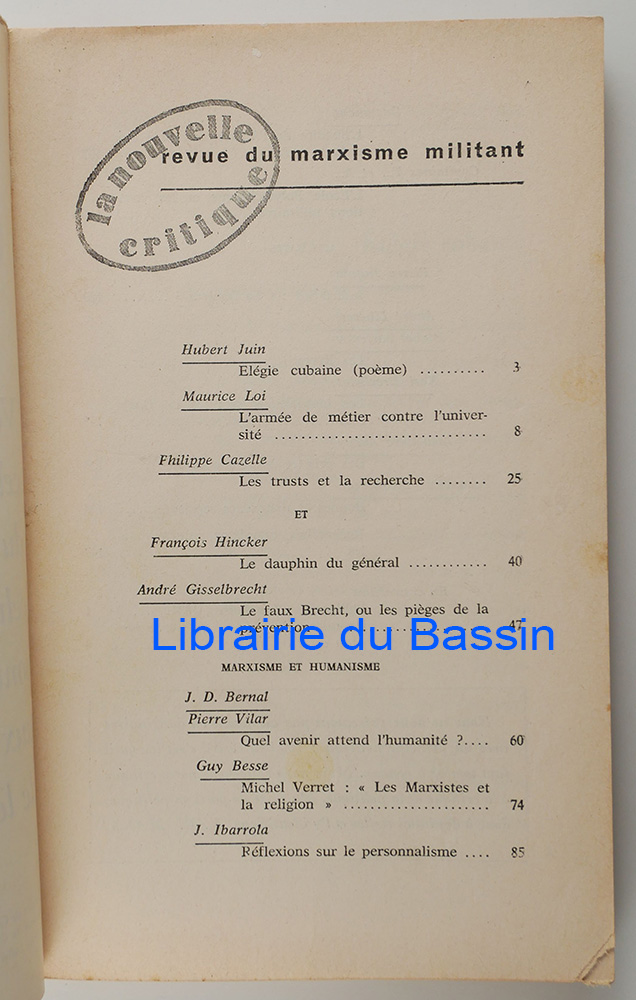 la nouvelle
critique
revue du marxisme militant
Hubert Juin
Elégie cubaine (poème) .......... 3
Maurice Loi
L'armée de métier contre l'univer-
sité ................................ 8
Fhilippe Cazelle
Les trusts et la recherche ........ 25
ET
François Hincker
Le dauphin du général ............ 40
André Gisselbrecht
Le faux Brecht, ou les pièges de la
prévention ........................ 47
Librairie du Bassin
MARXISME ET HUMANISME
J. D. Bernal
Pierre Vilar
Quel avenir attend l'humanité ?.... 60
Guy Besse
Michel Verret : « Les Marxistes et
la religion » ...................... 74
J. Ibarrola
Réflexions sur le personnalisme .... 85